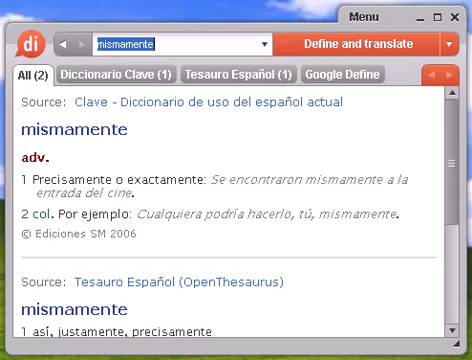 Menu
di
mismamente
Define and translate
All (2)
Diccionario Clave (1)
Tesauro Español (1)
Google Define
Source: Clave - Diccionario de uso del español actual
mismamente
adv.
1 Precisamente o exactamente: Se encontraron mismamente a la
entrada del cine.
2 col. Por ejemplo: Cualquiera podría hacerlo, tú, mismamente.
© Ediciones SM 2006
Source: Tesauro Español (OpenThesaurus)
mismamente
1 así, justamente, precisamente